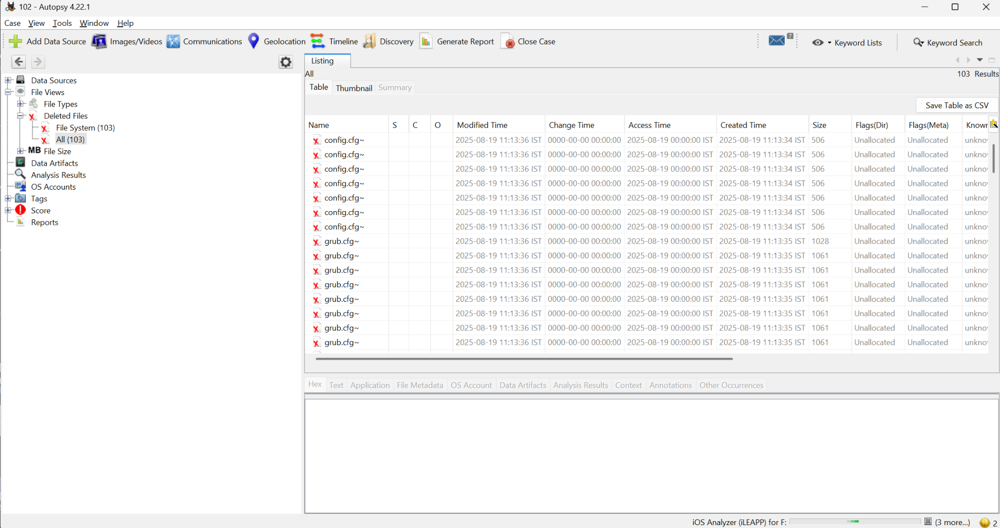 102 - Autopsy 4.22.1
Case View Tools Window Help
Add Data Source Images/Videos Communications Geolocation Timeline Discovery Generate Report Close Case 7 Keyword Lists Keyword Search
Data Sources
File Views
File Types
Deleted Files
File System (103)
All (103)
MB File Size
Data Artifacts
Analysis Results
OS Accounts
Tags
Score
Reports
Listing
All 103 Results
Table Thumbnail Summary
Save Table as CSV
Name S C O Modified Time Change Time Access Time Created Time Size Flags(Dir) Flags(Meta) Known
config.cfg~ 2025-08-19 11:13:36 IST 0000-00-00 00:00:00 2025-08-19 00:00:00 IST 2025-08-19 11:13:34 IST 506 Unallocated Unallocated unkno
config.cfg~ 2025-08-19 11:13:36 IST 0000-00-00 00:00:00 2025-08-19 00:00:00 IST 2025-08-19 11:13:34 IST 506 Unallocated Unallocated unkno
config.cfg~ 2025-08-19 11:13:36 IST 0000-00-00 00:00:00 2025-08-19 00:00:00 IST 2025-08-19 11:13:34 IST 506 Unallocated Unallocated unkno
config.cfg~ 2025-08-19 11:13:36 IST 0000-00-00 00:00:00 2025-08-19 00:00:00 IST 2025-08-19 11:13:34 IST 506 Unallocated Unallocated unkno
config.cfg~ 2025-08-19 11:13:36 IST 0000-00-00 00:00:00 2025-08-19 00:00:00 IST 2025-08-19 11:13:34 IST 506 Unallocated Unallocated unkno
config.cfg~ 2025-08-19 11:13:36 IST 0000-00-00 00:00:00 2025-08-19 00:00:00 IST 2025-08-19 11:13:34 IST 506 Unallocated Unallocated unkno
config.cfg~ 2025-08-19 11:13:36 IST 0000-00-00 00:00:00 2025-08-19 00:00:00 IST 2025-08-19 11:13:34 IST 506 Unallocated Unallocated unkno
grub.cfg~ 2025-08-19 11:13:36 IST 0000-00-00 00:00:00 2025-08-19 00:00:00 IST 2025-08-19 11:13:35 IST 1028 Unallocated Unallocated unkno
grub.cfg~ 2025-08-19 11:13:36 IST 0000-00-00 00:00:00 2025-08-19 00:00:00 IST 2025-08-19 11:13:35 IST 1061 Unallocated Unallocated unkno
grub.cfg~ 2025-08-19 11:13:36 IST 0000-00-00 00:00:00 2025-08-19 00:00:00 IST 2025-08-19 11:13:35 IST 1061 Unallocated Unallocated unkno
grub.cfg~ 2025-08-19 11:13:36 IST 0000-00-00 00:00:00 2025-08-19 00:00:00 IST 2025-08-19 11:13:35 IST 1061 Unallocated Unallocated unkno
grub.cfg~ 2025-08-19 11:13:36 IST 0000-00-00 00:00:00 2025-08-19 00:00:00 IST 2025-08-19 11:13:35 IST 1061 Unallocated Unallocated unkno
grub.cfg~ 2025-08-19 11:13:36 IST 0000-00-00 00:00:00 2025-08-19 00:00:00 IST 2025-08-19 11:13:35 IST 1061 Unallocated Unallocated unkno
grub.cfg~ 2025-08-19 11:13:36 IST 0000-00-00 00:00:00 2025-08-19 00:00:00 IST 2025-08-19 11:13:35 IST 1061 Unallocated Unallocated unkno
grub.cfg~ 2025-08-19 11:13:36 IST 0000-00-00 00:00:00 2025-08-19 00:00:00 IST 2025-08-19 11:13:35 IST 1061 Unallocated Unallocated unkno
Hex Text Application File Metadata OS Account Data Artifacts Analysis Results Context Annotations Other Occurrences
iOS Analyzer (iLEAPP) for F: (3 more...) 2